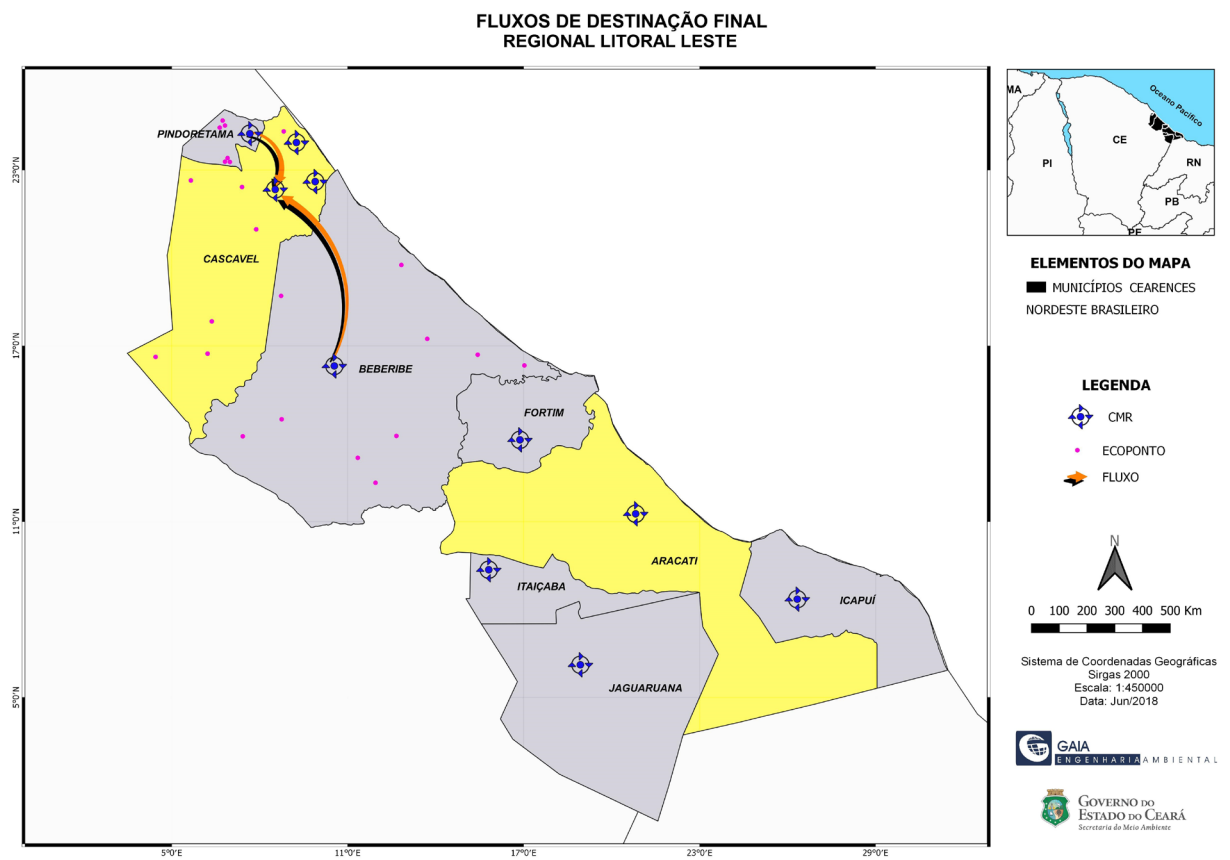 FLUXOS DE DESTINAÇÃO FINAL
REGIONAL LITORAL LESTE
PINDORETAMA
CASCAVEL
BEBERIBE
FORTIM
ARACATI
ITAIÇABA
ICAPUÍ
JAGUARUANA
23°0'N
17°0'N
11°0'N
5°0'N
5°0'E
11°0'E
17°0'E
23°0'E
29°0'E
MA
Oceano Pacífico
CE
PI
RN
PB
PE
ELEMENTOS DO MAPA
MUNICÍPIOS CEARENCES
NORDESTE BRASILEIRO
LEGENDA
CMR
ECOPONTO
FLUXO
N
0 100 200 300 400 500 Km
Sistema de Coordenadas Geográficas
Sirgas 2000
Escala: 1:450000
Data: Jun/2018
GAIA
ENGENHARIA AMBIENTAL
GOVERNO DO
ESTADO DO CEARÁ
Secretaria do Meio Ambiente